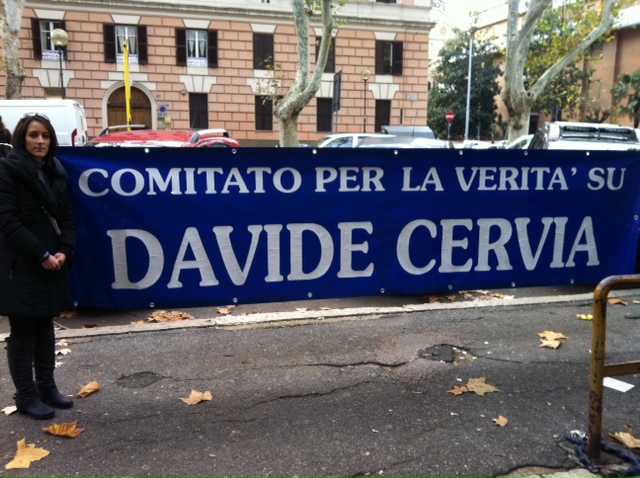 COMITATO PER LA VERITA' SU
DAVIDE CERVIA